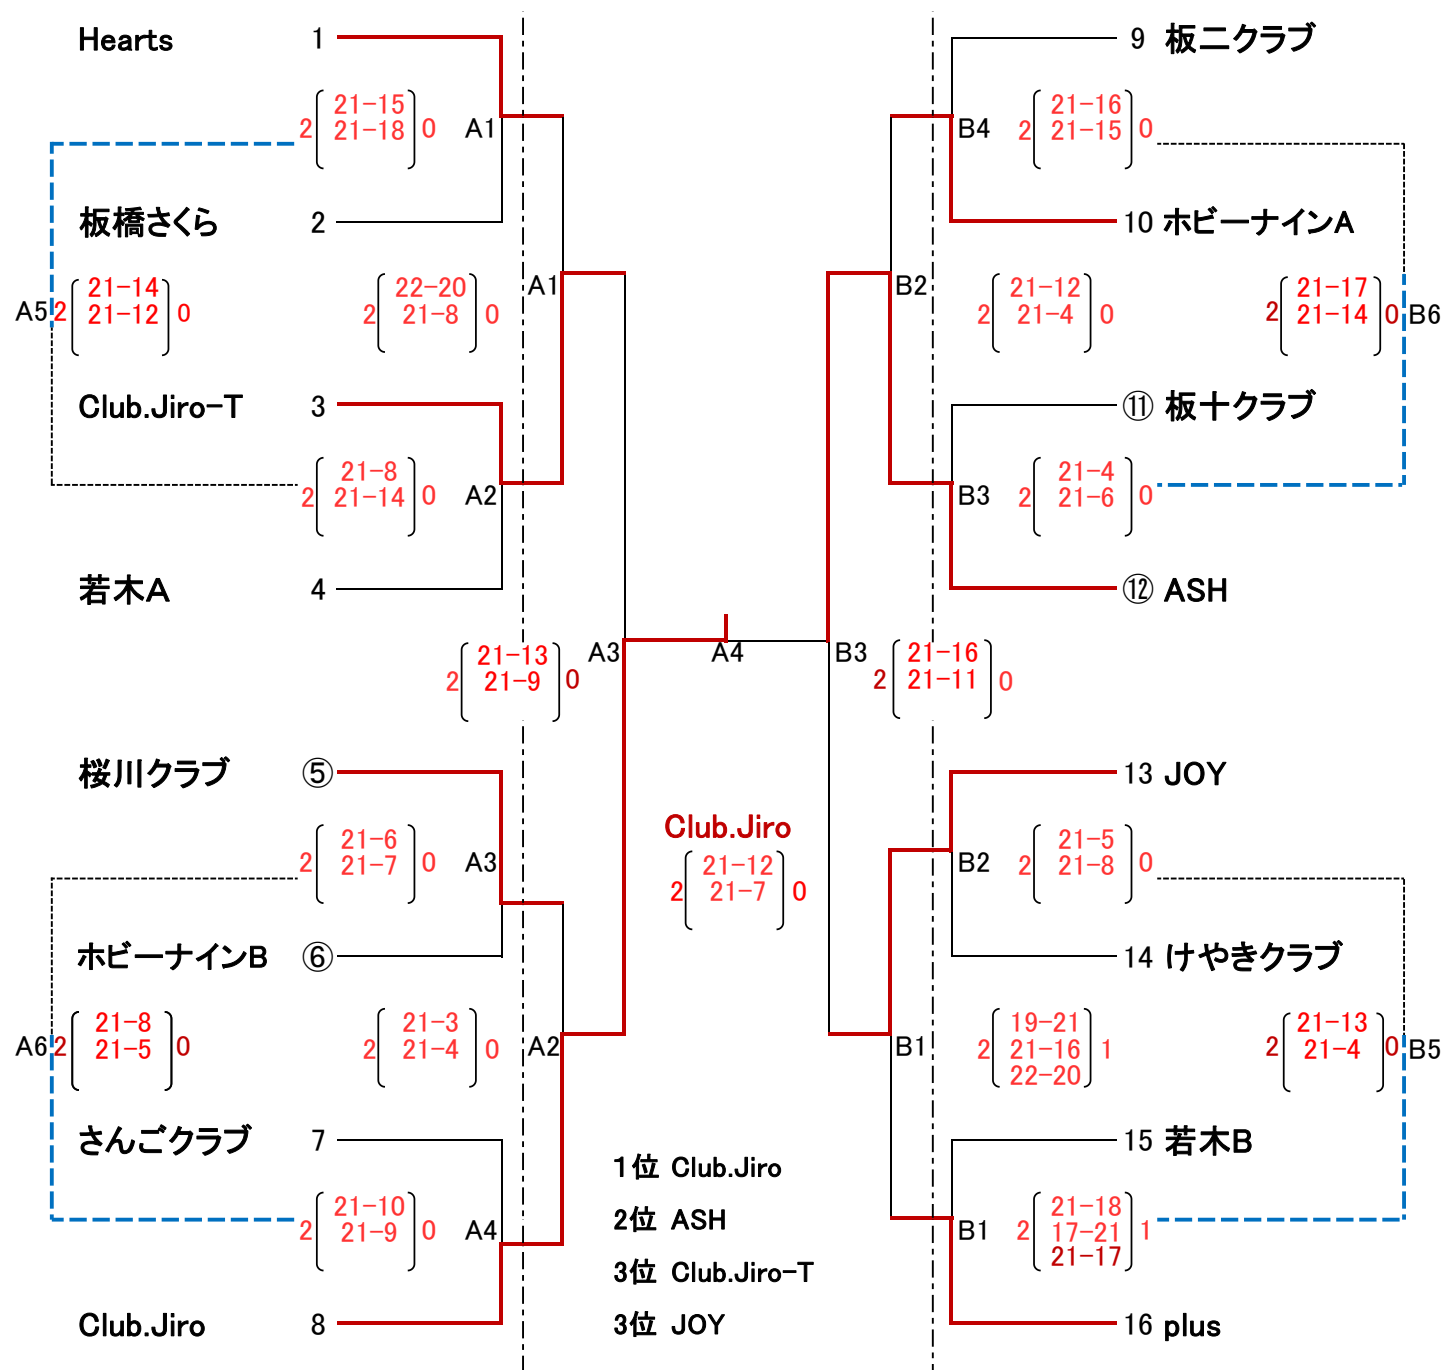 Hearts 1
2 21-15 0 A1
21-18
板橋さくら 2
A5 2 21-14 0
21-12
2 22-20 0 A1
21-8
Club.Jiro-T 3
2 21-8 0 A2
21-14
若木A 4
2 21-13 0 A3
21-9
桜川クラブ ⑤
2 21-6 0 A3
21-7
ホビーナインB ⑥
A6 2 21-8 0
21-5
2 21-3 0 A2
21-4
さんごクラブ 7
2 21-10 0 A4
21-9
Club.Jiro 8
A4
Club.Jiro
2 21-12 0
21-7
1位 Club.Jiro
2位 ASH
3位 Club.Jiro-T
3位 JOY
9 板二クラブ
B4 2 21-16 0
21-15
10 ホビーナインA
B2 2 21-12 0
21-4
2 21-17 0 B6
21-14
⑪ 板十クラブ
B3 2 21-4 0
21-6
⑫ ASH
B3 2 21-16 0
21-11
13 JOY
B2 2 21-5 0
21-8
14 けやきクラブ
B1 2 19-21 1
21-16
22-20
2 21-13 0 B5
21-4
15 若木B
B1 2 21-18 1
17-21
21-17
16 plus